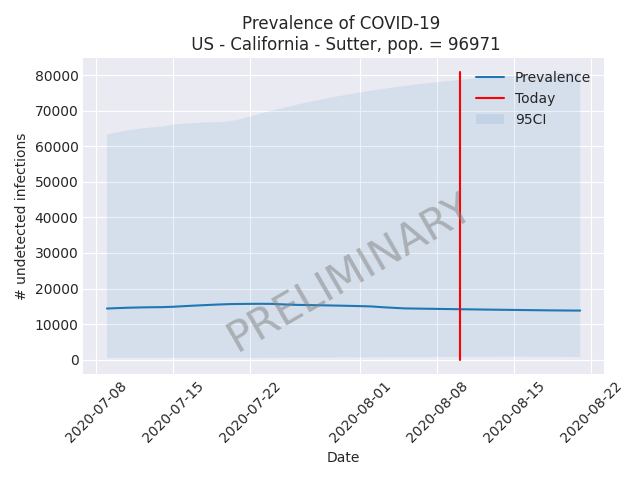 Prevalence of COVID-19
US - California - Sutter, pop. = 96971
80000
70000
60000
50000
40000
30000
20000
10000
0
# undetected infections
Prevalence
Today
95CI
PRELIMINARY
2020-07-08
2020-07-15
2020-07-22
2020-08-01
2020-08-08
2020-08-15
2020-08-22
Date